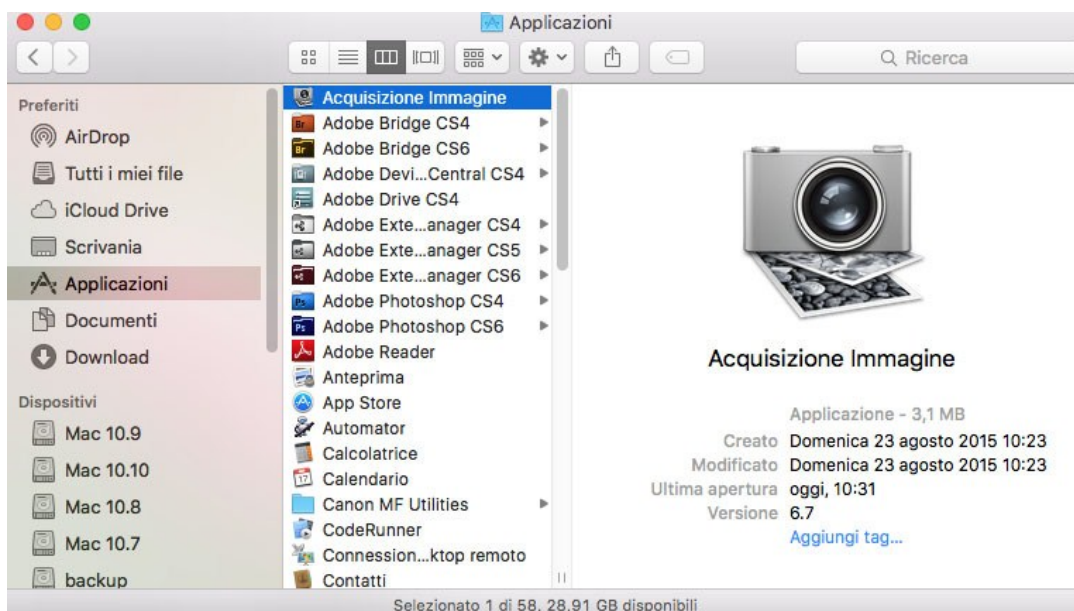 Applicazioni
Ricerca
Preferiti
AirDrop
Tutti i miei file
iCloud Drive
Scrivania
Applicazioni
Documenti
Download
Dispositivi
Mac 10.9
Mac 10.10
Mac 10.8
Mac 10.7
backup
Acquisizione Immagine
Adobe Bridge CS4
Adobe Bridge CS6
Adobe Devi...Central CS4
Adobe Drive CS4
Adobe Exte...anager CS4
Adobe Exte...anager CS5
Adobe Exte...anager CS6
Adobe Photoshop CS4
Adobe Photoshop CS6
Adobe Reader
Anteprima
App Store
Automator
Calcolatrice
Calendario
Canon MF Utilities
CodeRunner
Connession...ktop remoto
Contatti
Acquisizione Immagine
Applicazione - 3,1 MB
Creato Domenica 23 agosto 2015 10:23
Modificato Domenica 23 agosto 2015 10:23
Ultima apertura oggi, 10:31
Versione 6.7
Aggiungi tag...
Selezionato 1 di 58, 28,91 GB disponibili